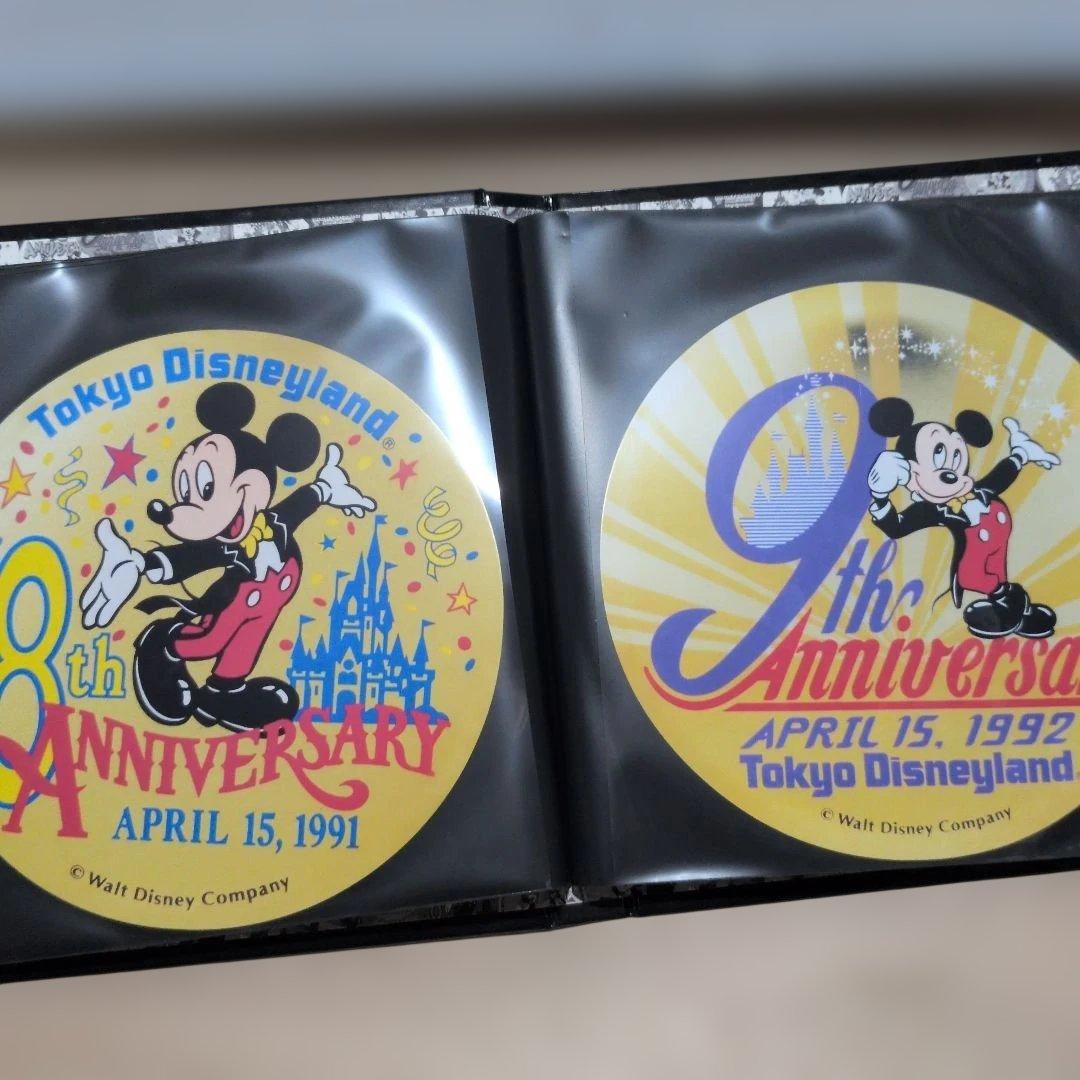 Tokyo Disneyland®
8th
ANNIVERSARY
APRIL 15, 1991
© Walt Disney Company
9th
Anniversa
APRIL 15, 1992
Tokyo Disneyland
© Walt Disney Company